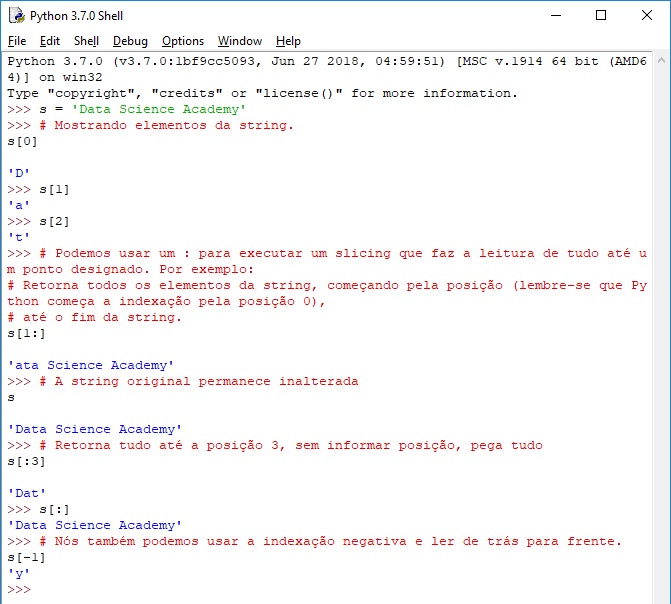 Python 3.7.0 Shell
File Edit Shell Debug Options Window Help
Python 3.7.0 (v3.7.0:1bf9cc5093, Jun 27 2018, 04:59:51) [MSC v.1914 64 bit (AMD6
4)] on win32
Type "copyright", "credits" or "license()" for more information.
>>> s = 'Data Science Academy'
>>> # Mostrando elementos da string.
s[0]

'D'
>>> s[1]
'a'
>>> s[2]
't'
>>> # Podemos usar um : para executar um slicing que faz a leitura de tudo até u
m ponto designado. Por exemplo:
# Retorna todos os elementos da string, começando pela posição (lembre-se que Py
thon começa a indexação pela posição 0),
# até o fim da string.
s[1:]

'ata Science Academy'
>>> # A string original permanece inalterada
s

'Data Science Academy'
>>> # Retorna tudo até a posição 3, sem informar posição, pega tudo
s[:3]

'Dat'
>>> s[:]
'Data Science Academy'
>>> # Nós também podemos usar a indexação negativa e ler de trás para frente.
s[-1]
'y'
>>>